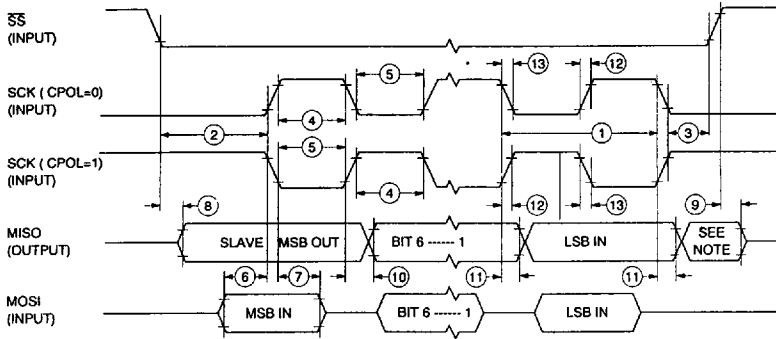 SS
(INPUT)
⑤ ⑬ ⑫
SCK ( CPOL=0)
(INPUT)
② ④ ① ③
SCK ( CPOL=1)
(INPUT)
⑤ ④ ⑫ ⑬
⑧ ⑨
MISO
(OUTPUT)
SLAVE MSB OUT BIT 6 ------ 1 LSB IN SEE
NOTE
⑥ ⑦ ⑩ ⑪ ⑪
MOSI
(INPUT)
MSB IN BIT 6 ------ 1 LSB IN